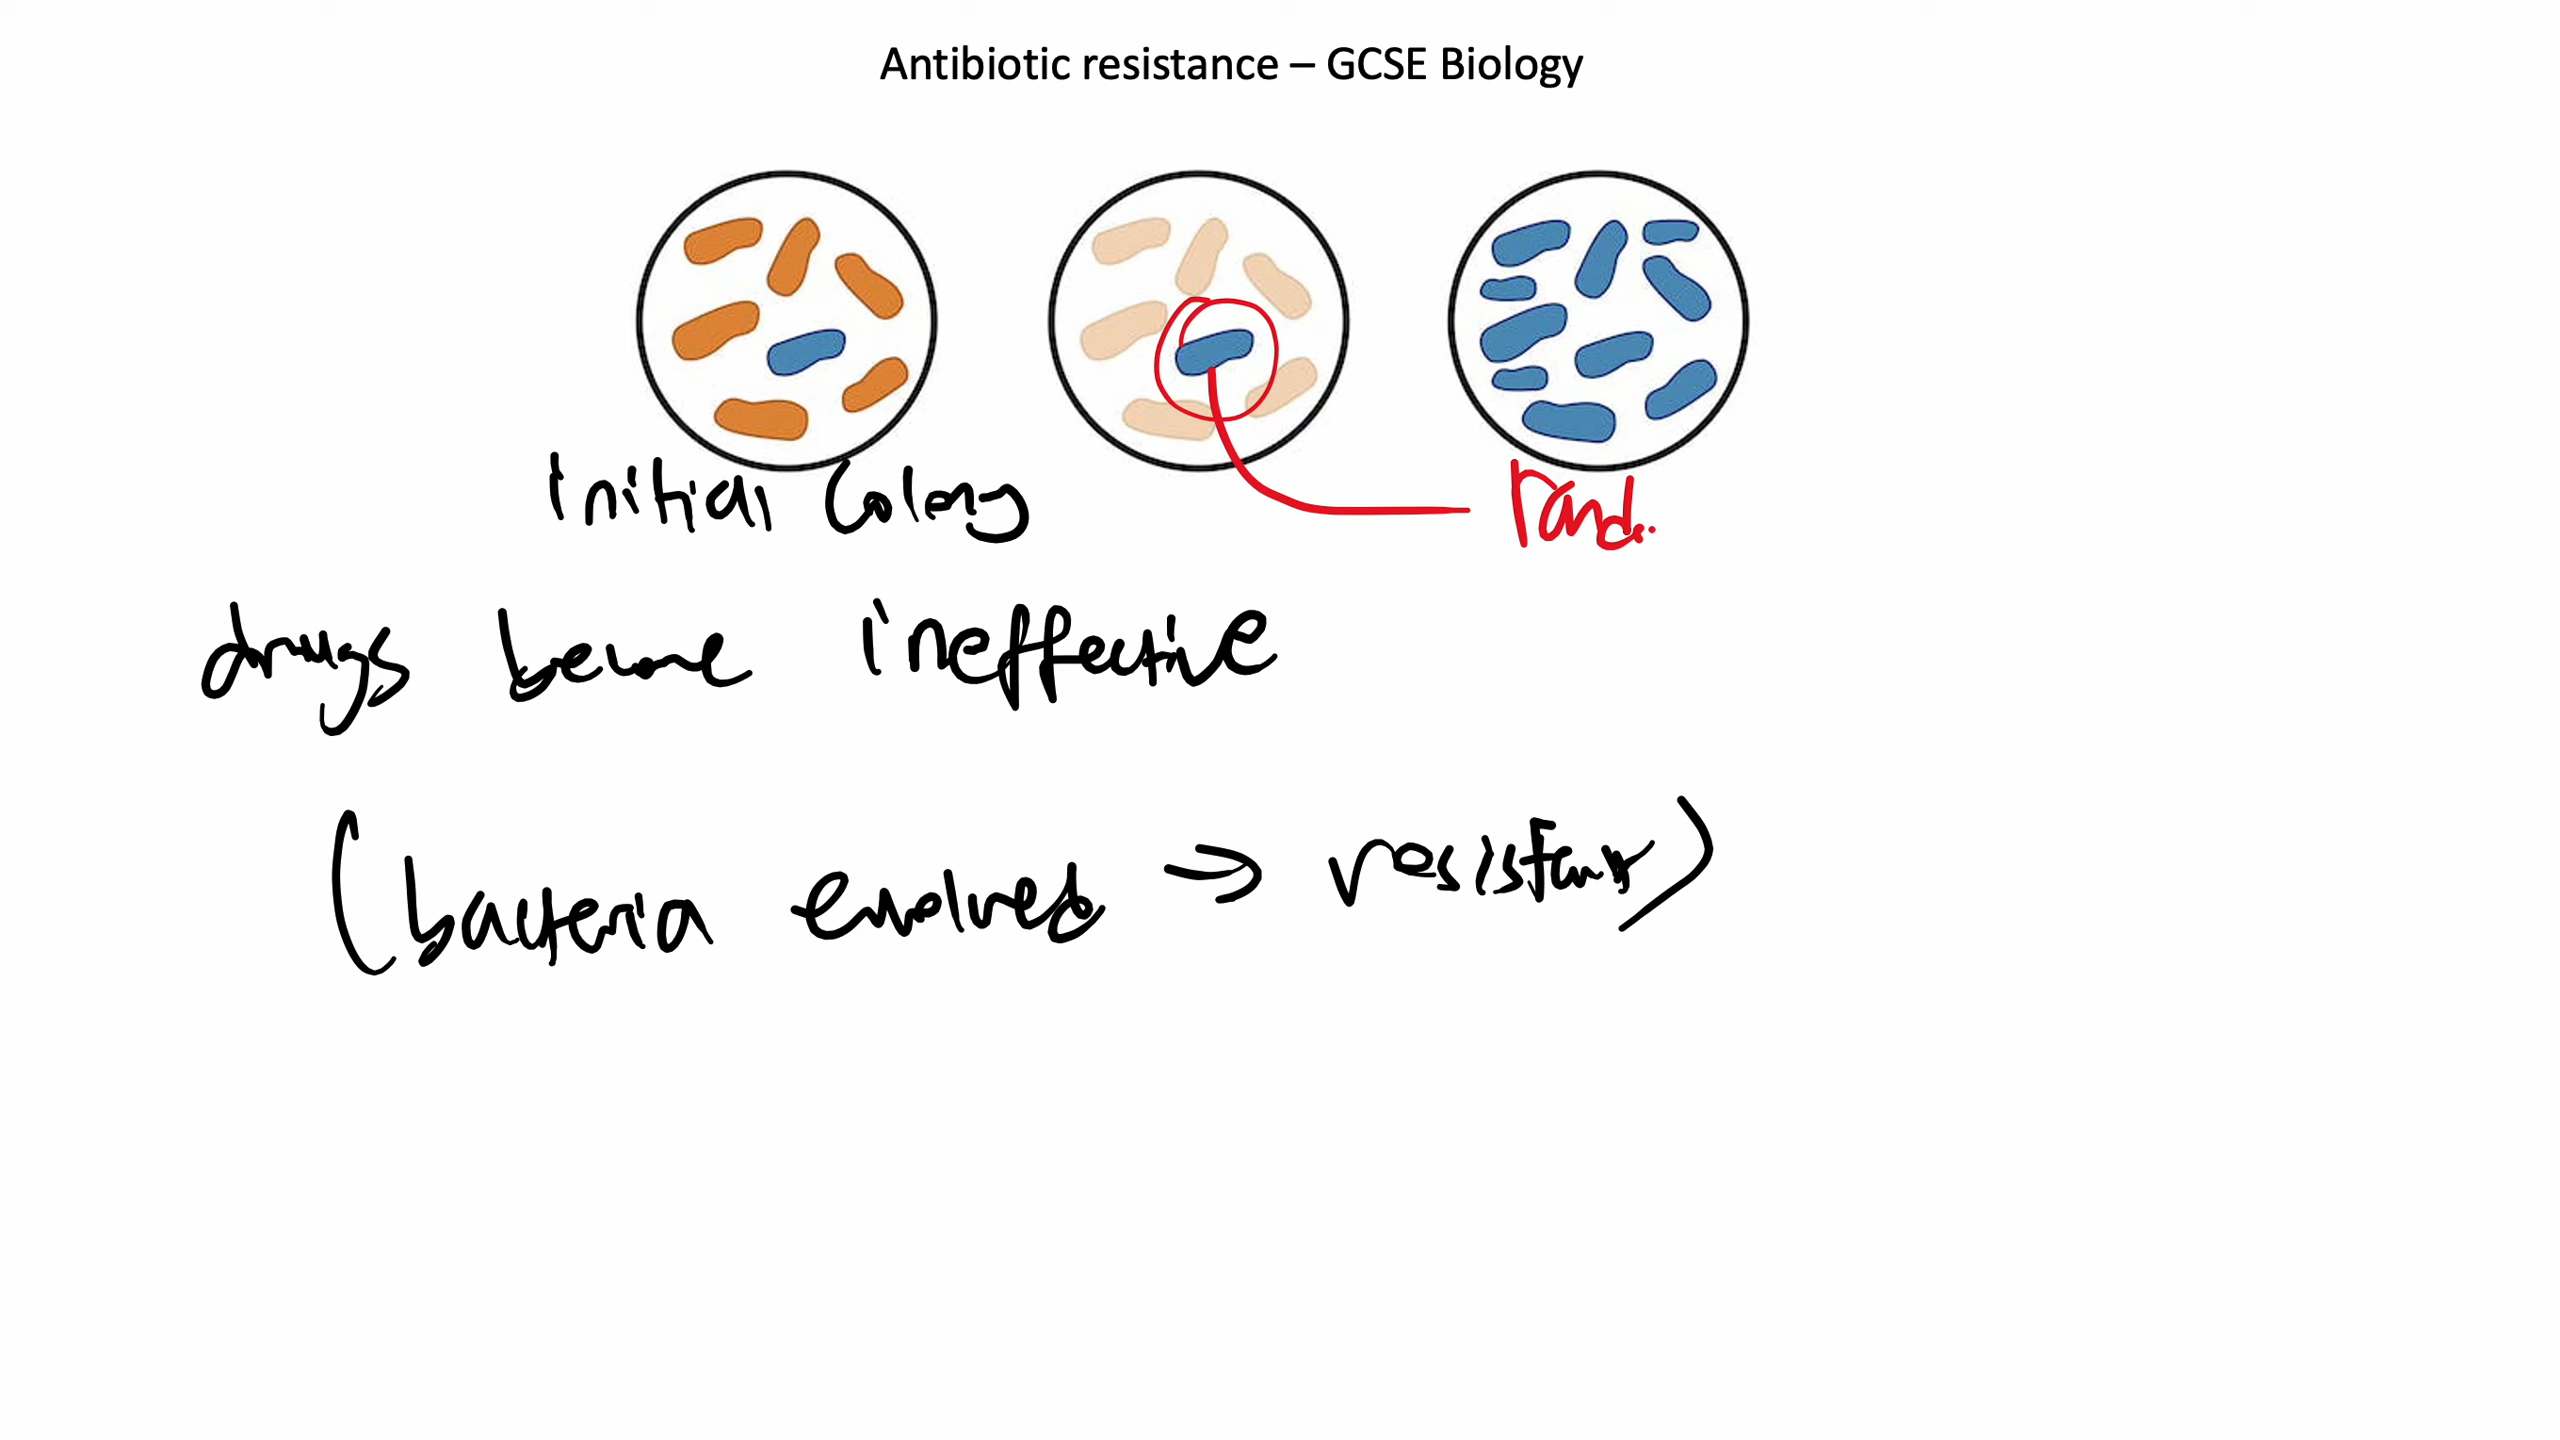 Antibiotic resistance – GCSE Biology
Initial Colony
rand..
drugs become ineffective
(bacteria evolved → resistant)